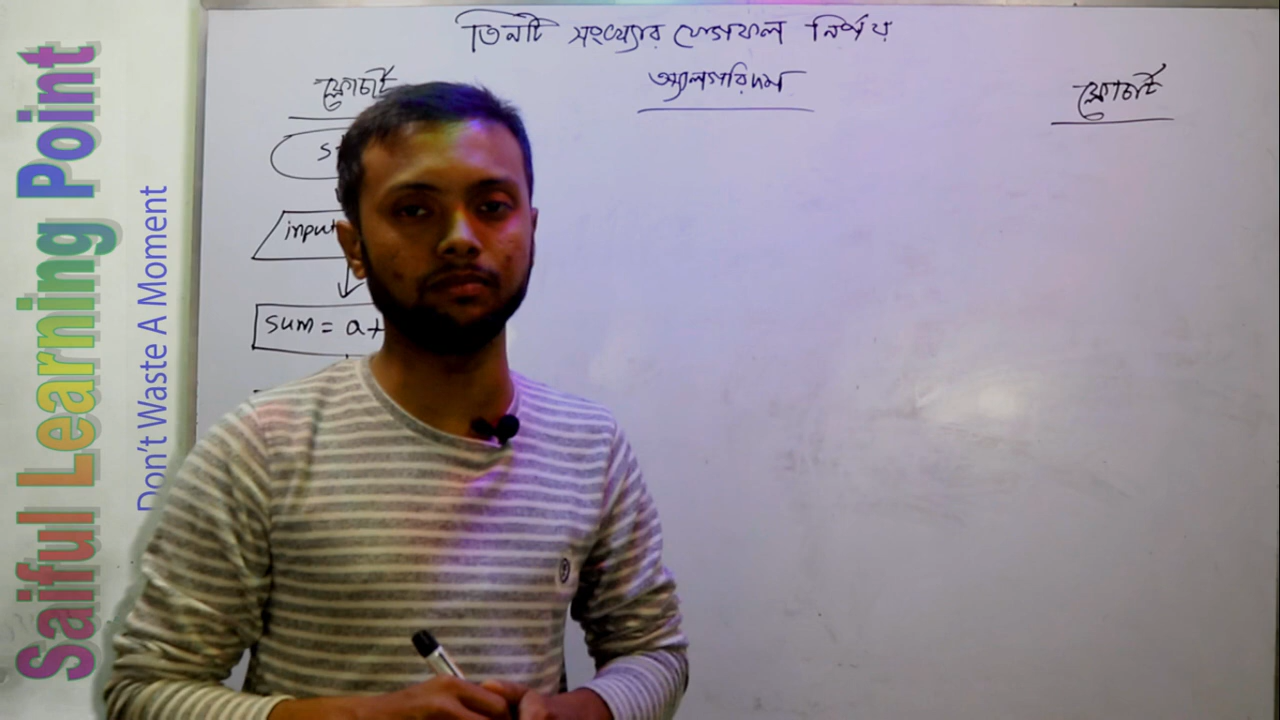 Saiful Learning Point
Don't Waste A Moment
তিনটি সংখ্যার যোগফল নির্ণয়
ফ্লোচার্ট
অ্যালগরিদম
ফ্লোচার্ট
input
sum = a+